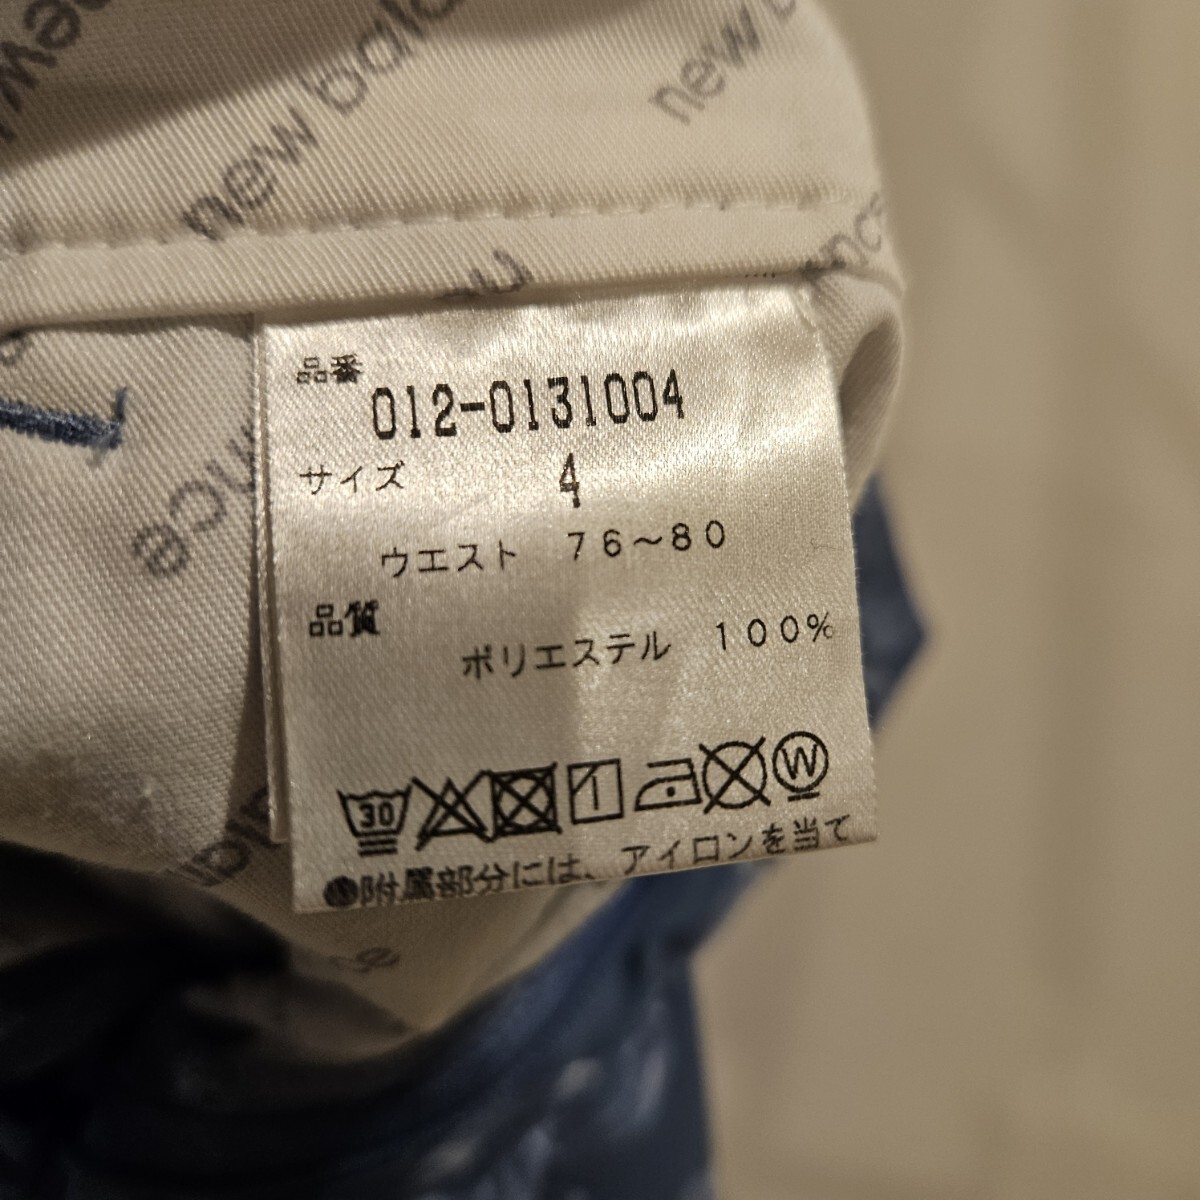 new balance
new b
ance
品番
012-0131004
サイズ 4
ウエスト 76〜80
品質
ポリエステル 100%
30 W
●附属部分には、アイロンを当て